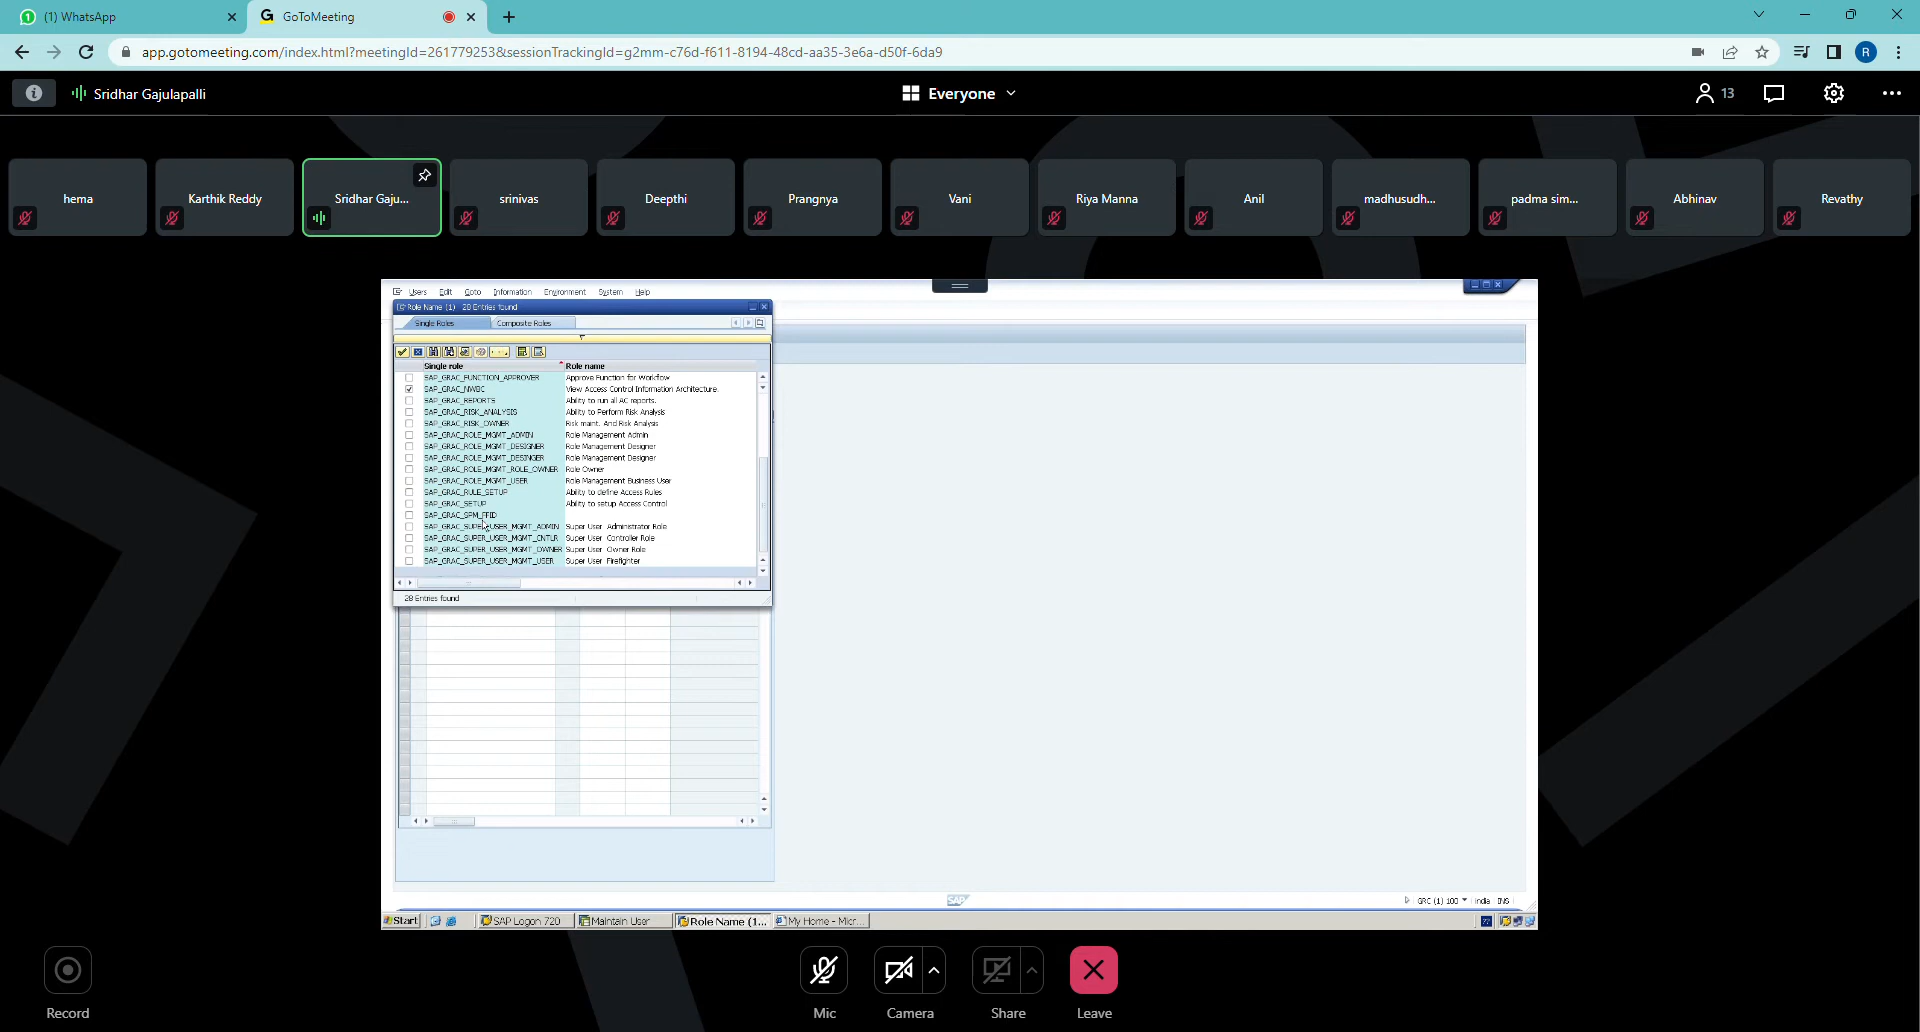 (1) WhatsApp
GoToMeeting
app.gotomeeting.com/index.html?meetingId=261779253&sessionTrackingId=g2mm-c76d-f611-8194-48cd-aa35-3e6a-d50f-6da9
R
Sridhar Gajulapalli
Everyone
13
hema
Karthik Reddy
Sridhar Gaju...
srinivas
Deepthi
Prangnya
Vani
Riya Manna
Anil
madhusudh...
padma sim...
Abhinav
Revathy
Users Edit Goto Information Environment System Help
Role Name (1) 28 Entries found
Single Roles Composite Roles
Single role Role name
SAP_GRAC_FUNCTION_APPROVER Approve Function for Workflow
SAP_GRAC_NWBC View Access Control Information Architecture.
SAP_GRAC_REPORTS Ability to run all AC reports.
SAP_GRAC_RISK_ANALYSIS Ability to Perform Risk Analysis
SAP_GRAC_RISK_OWNER Risk maint. And Risk Analysis
SAP_GRAC_ROLE_MGMT_ADMIN Role Management Admin
SAP_GRAC_ROLE_MGMT_DESIGNER Role Management Designer
SAP_GRAC_ROLE_MGMT_DESINGER Role Management Designer
SAP_GRAC_ROLE_MGMT_ROLE_OWNER Role Owner
SAP_GRAC_ROLE_MGMT_USER Role Management Business User
SAP_GRAC_RULE_SETUP Ability to define Access Rules
SAP_GRAC_SETUP Ability to setup Access Control
SAP_GRAC_SPM_FFID
SAP_GRAC_SUPER_USER_MGMT_ADMIN Super User Administrator Role
SAP_GRAC_SUPER_USER_MGMT_CNTLR Super User Controller Role
SAP_GRAC_SUPER_USER_MGMT_OWNER Super User Owner Role
SAP_GRAC_SUPER_USER_MGMT_USER Super User Firefighter
28 Entries found
SAP
GRC (1) 100 india INS
Start SAP Logon 720 Maintain User Role Name (1... My Home - Micr...
Record
Mic
Camera
Share
Leave